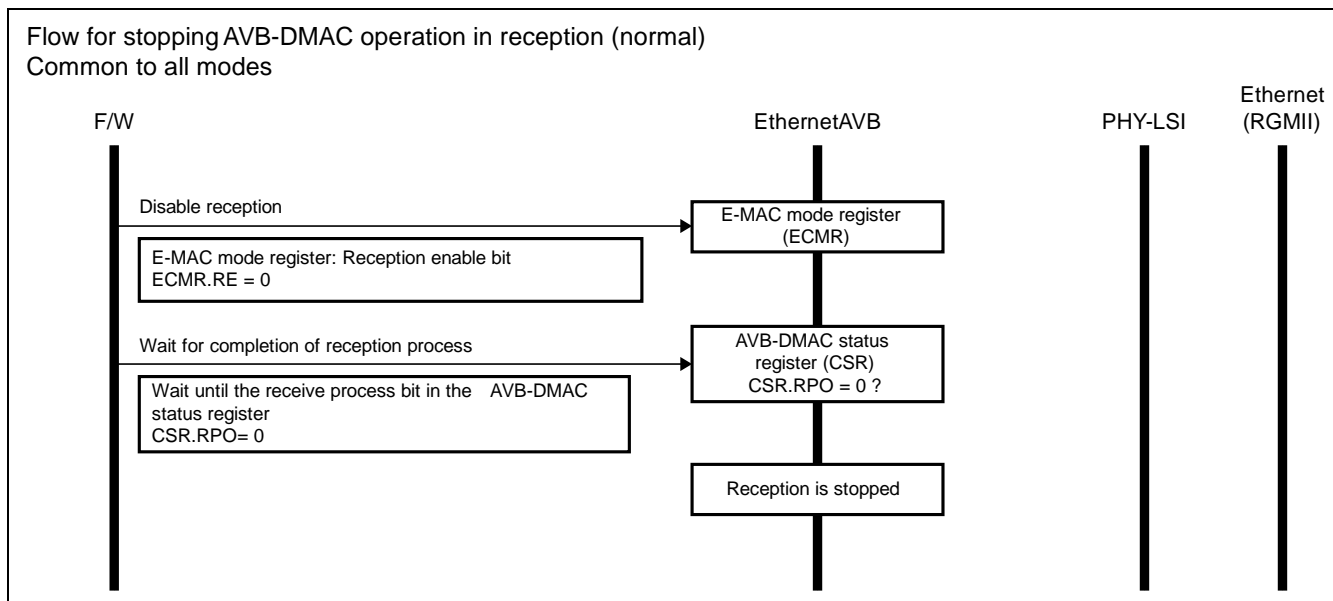 Flow for stopping AVB-DMAC operation in reception (normal)
Common to all modes
F/W
EthernetAVB
PHY-LSI
Ethernet
(RGMII)
Disable reception
E-MAC mode register
(ECMR)
E-MAC mode register: Reception enable bit
ECMR.RE = 0
Wait for completion of reception process
AVB-DMAC status
register (CSR)
CSR.RPO = 0 ?
Wait until the receive process bit in the AVB-DMAC
status register
CSR.RPO= 0
Reception is stopped